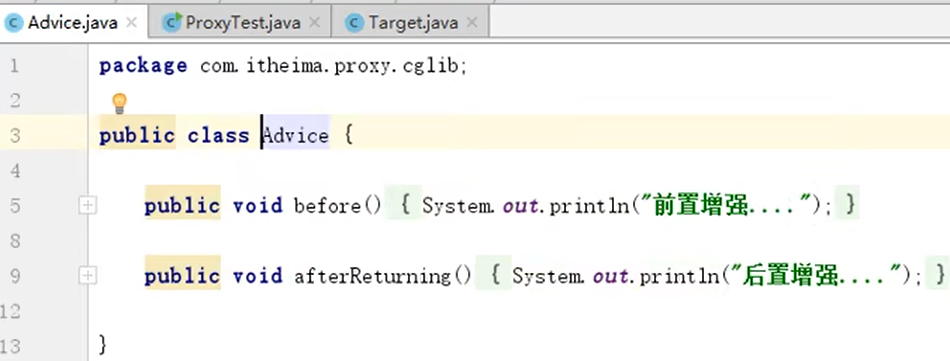 Advice.java × ProxyTest.java × Target.java ×
1 package com.itheima.proxy.cglib;
2
3 public class Advice {
4
5 public void before() { System.out.println("前置增强...."); }
8
9 public void afterReturning() { System.out.println("后置增强...."); }
12
13 }